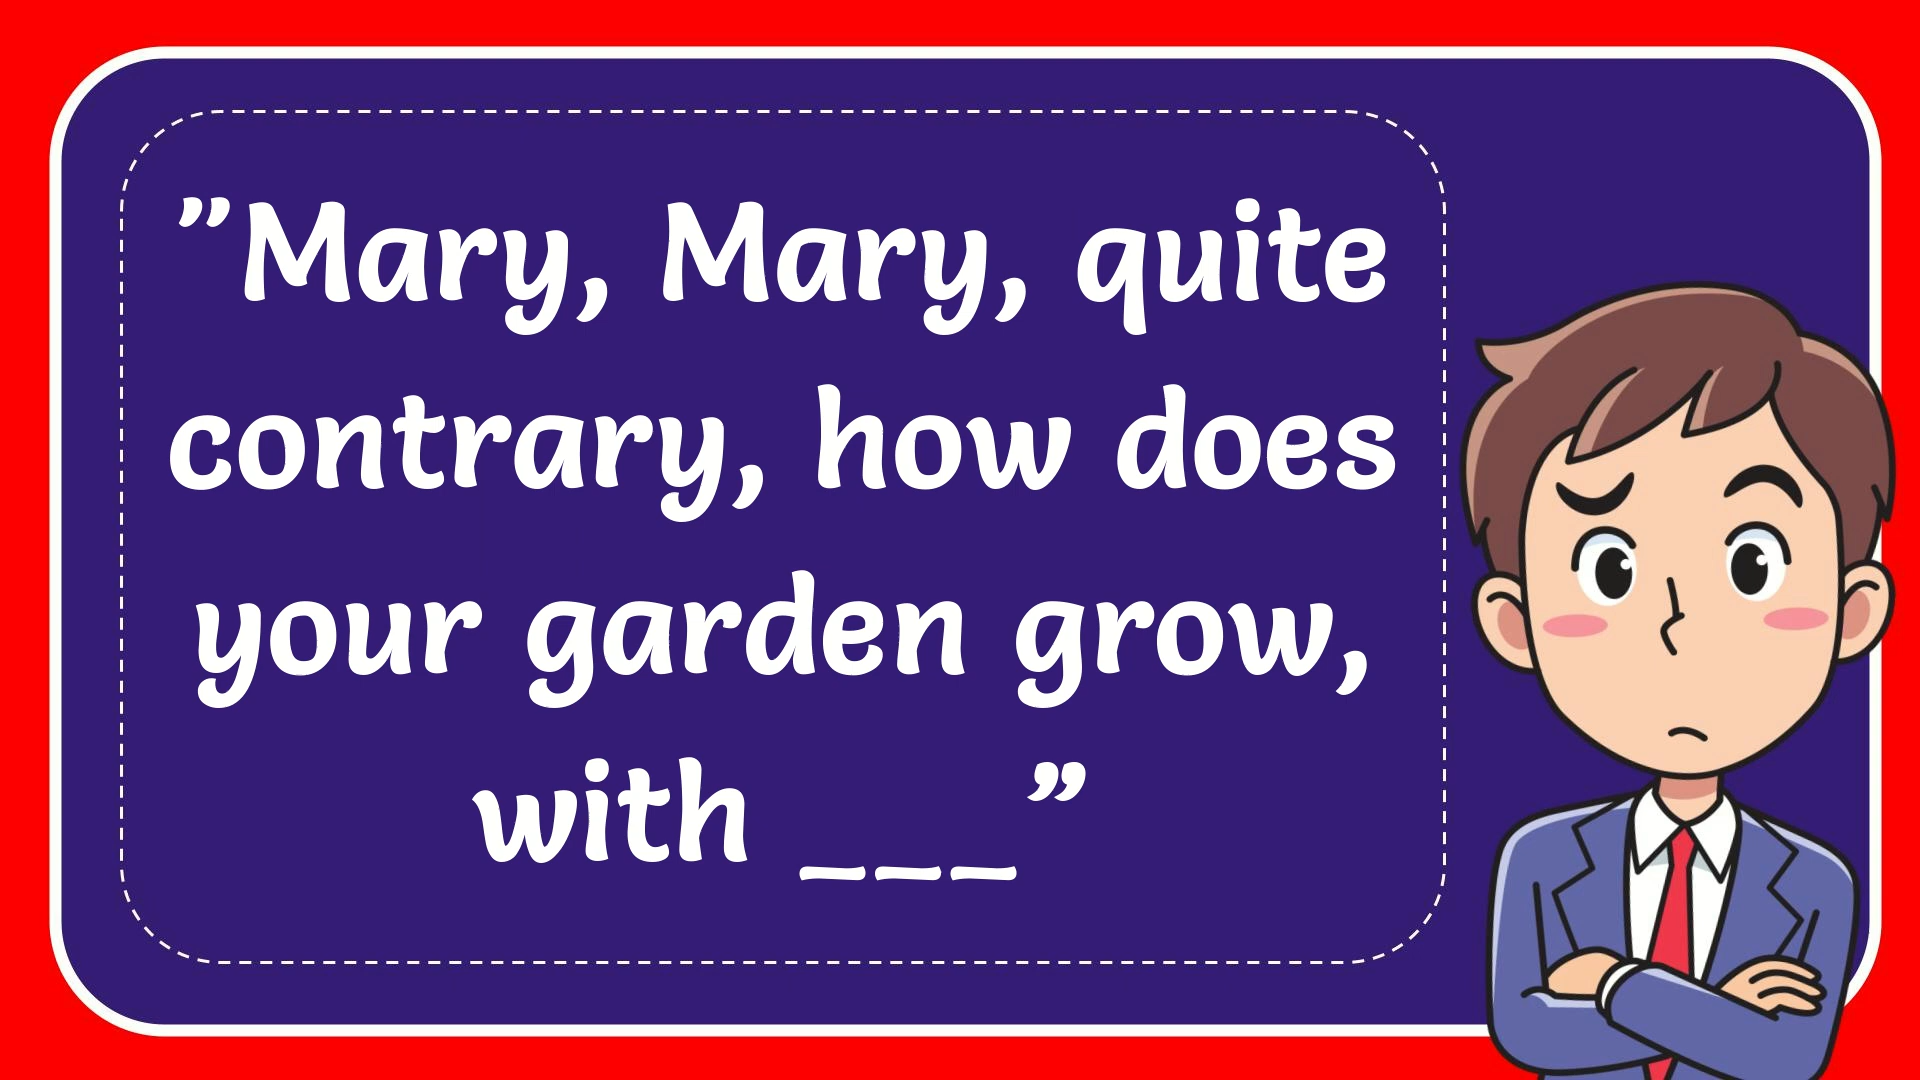 ”Mary, Mary, quite
contrary, how does
your garden grow,
with ___”